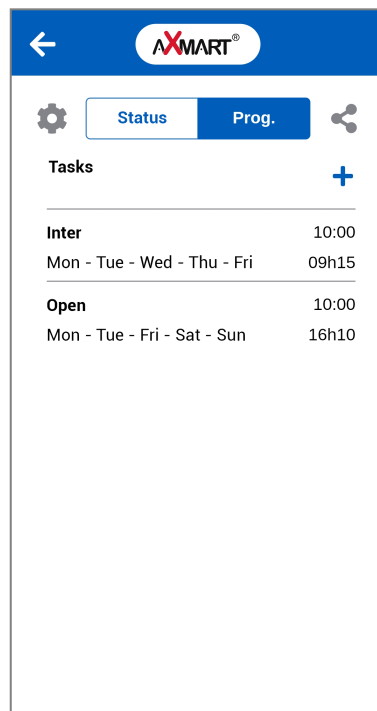 AXMART®
Status Prog.
Tasks
Inter 10:00
Mon - Tue - Wed - Thu - Fri 09h15
Open 10:00
Mon - Tue - Fri - Sat - Sun 16h10